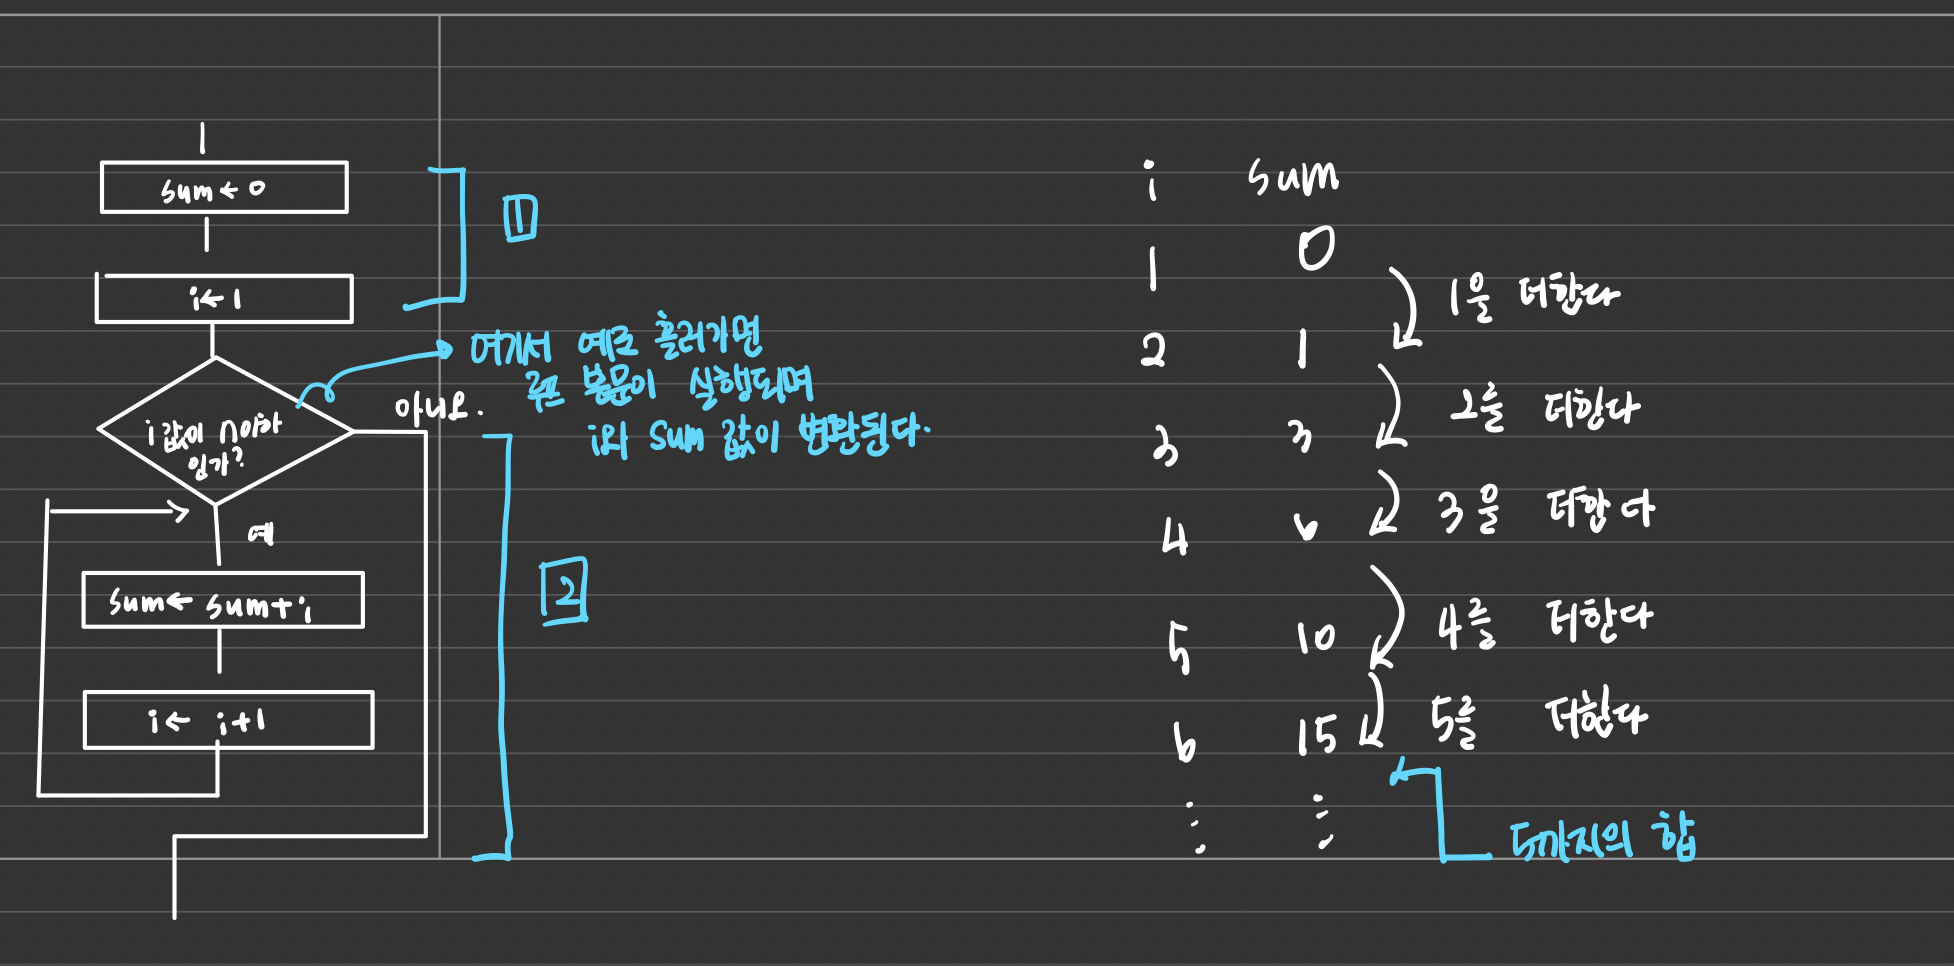 sum ← 0
1
i ← 1
여기서 예로 흘러가면
루프 본문이 실행되며
i와 sum 값이 변환된다.
i 값이 n이하
인가?
아니요.
예
2
sum ← sum+i
i ← i+1
i sum
1 0
1을 더한다
2 1
2를 더한다
3 3
3을 더한다
4 6
4를 더한다
5 10
5를 더한다
6 15
5까지의 합